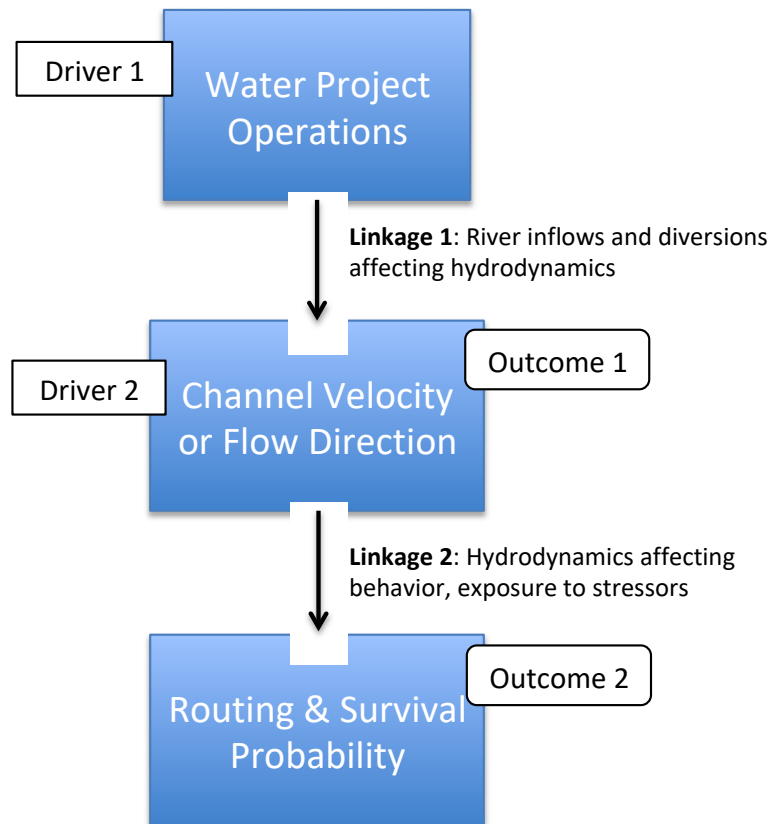 Driver 1
Water Project
Operations
Linkage 1: River inflows and diversions
affecting hydrodynamics
Outcome 1
Driver 2
Channel Velocity
or Flow Direction
Linkage 2: Hydrodynamics affecting
behavior, exposure to stressors
Outcome 2
Routing & Survival
Probability